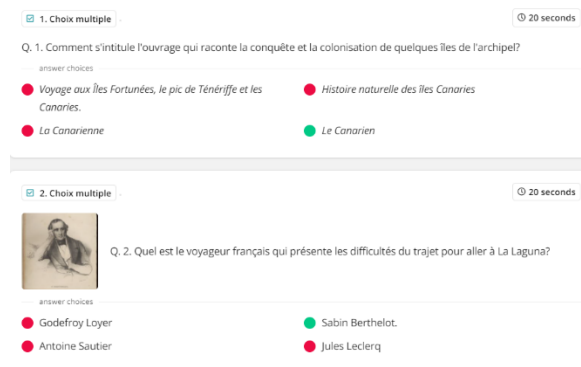 1. Choix multiple
20 seconds
Q. 1. Comment s'intitule l'ouvrage qui raconte la conquête et la colonisation de quelques îles de l'archipel?
answer choices
Voyage aux Îles Fortunées, le pic de Ténériffe et les
Canaries.
Histoire naturelle des îles Canaries
La Canarienne
Le Canarien
2. Choix multiple
20 seconds
Q. 2. Quel est le voyageur français qui présente les difficultés du trajet pour aller à La Laguna?
answer choices
Godefroy Loyer
Sabin Berthelot.
Antoine Sautier
Jules Leclerq